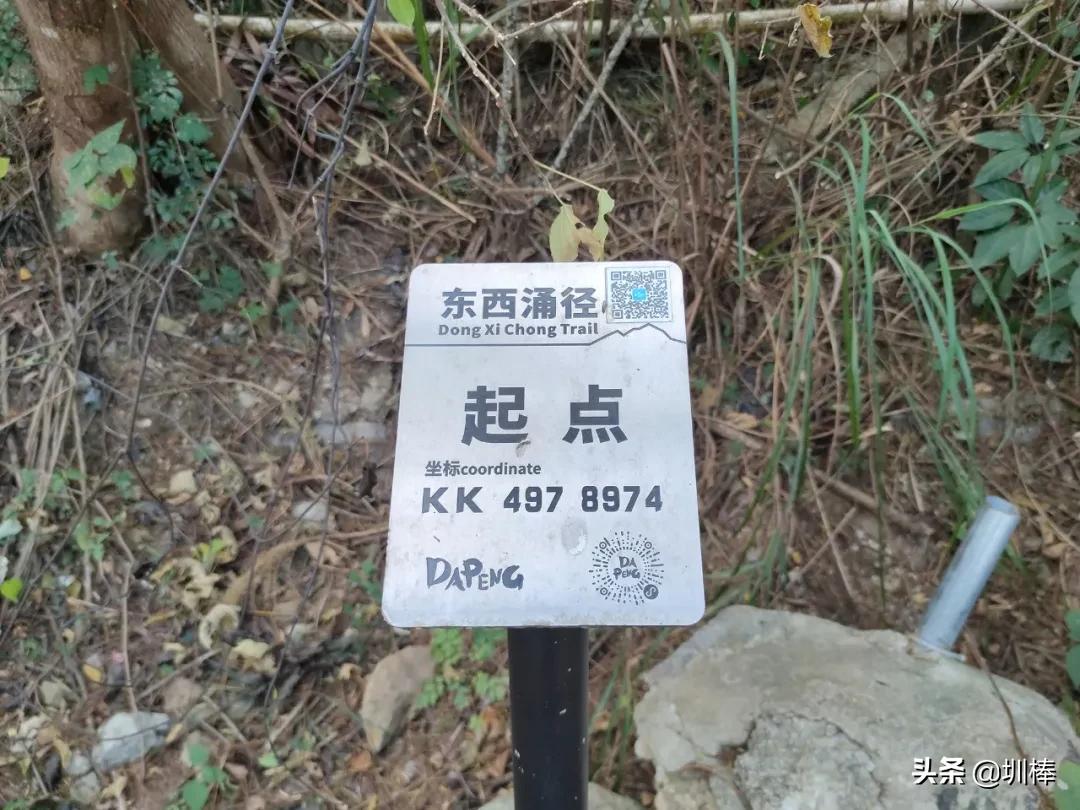 东西涌径
Dong Xi Chong Trail
起点
坐标coordinate
KK 497 8974
DAPENG
DA
PENG
头条 @圳棒